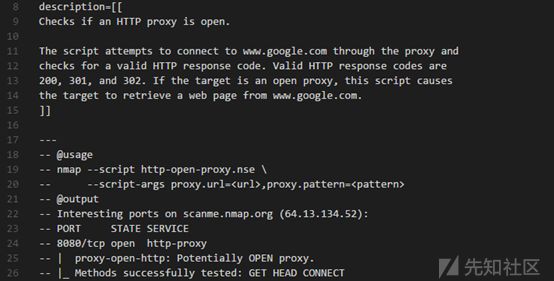 8 description=[[
9 Checks if an HTTP proxy is open.
10
11 The script attempts to connect to www.google.com through the proxy and
12 checks for a valid HTTP response code. Valid HTTP response codes are
13 200, 301, and 302. If the target is an open proxy, this script causes
14 the target to retrieve a web page from www.google.com.
15 ]]
16
17 ---
18 -- @usage
19 -- nmap --script http-open-proxy.nse \
20 --      --script-args proxy.url=<url>,proxy.pattern=<pattern>
21 -- @output
22 -- Interesting ports on scanme.nmap.org (64.13.134.52):
23 -- PORT     STATE SERVICE
24 -- 8080/tcp open  http-proxy
25 -- |  proxy-open-http: Potentially OPEN proxy.
26 -- |_ Methods successfully tested: GET HEAD CONNECT
先知社区